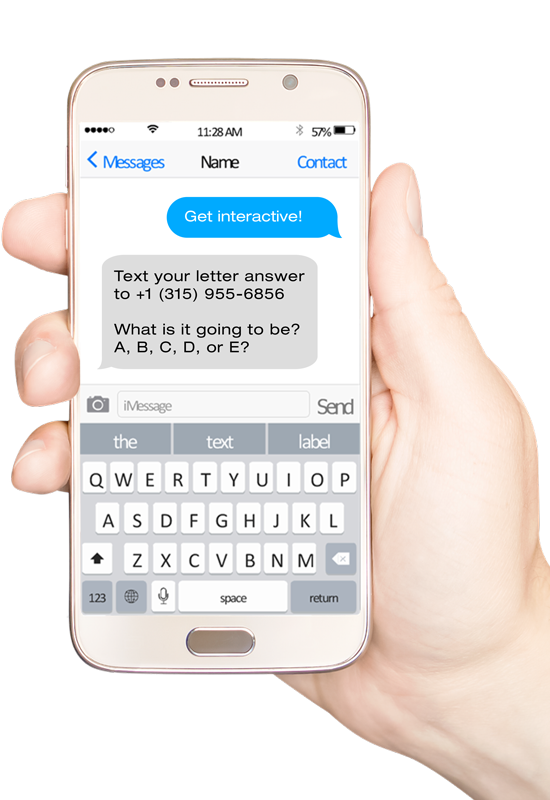 11:28 AM 57%
Messages Name Contact
Get interactive!
Text your letter answer
to +1 (315) 955-6856
What is it going to be?
A, B, C, D, or E?
iMessage Send
the text label
Q W E R T Y U I O P
A S D F G H J K L
Z X C V B N M
123 space return